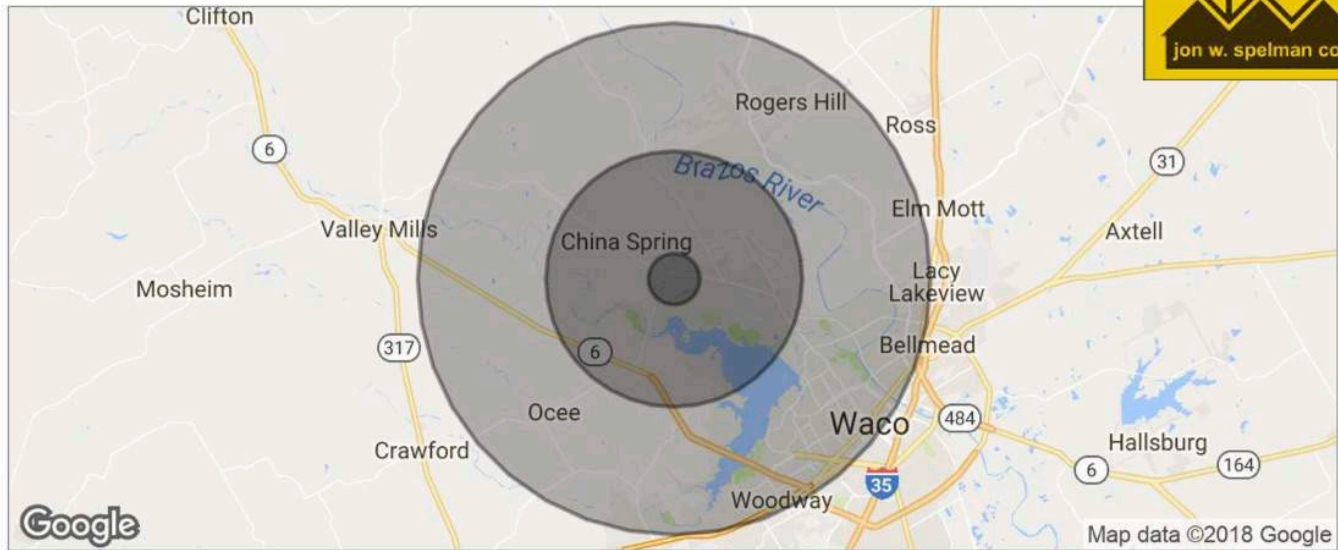 Clifton
jon w. spelman co
Rogers Hill
Ross
6
31
Brazos River
Valley Mills
Elm Mott
Axtell
China Spring
Mosheim
Lacy
Lakeview
317
6
Bellmead
Ocee
Waco
484
Crawford
Hallsburg
6
164
35
Woodway
Google
Map data ©2018 Google